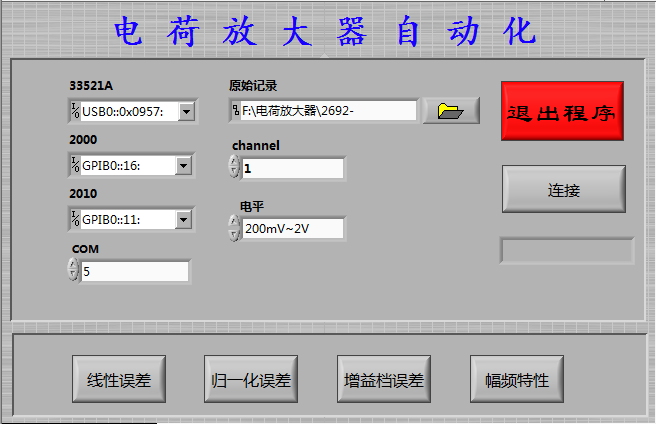 电荷放大器自动化
33521A
USB0::0x0957:
2000
GPIB0::16:
2010
GPIB0::11:
COM
5
原始记录
F:\电荷放大器\2692-
channel
1
电平
200mV~2V
退出程序
连接
线性误差
归一化误差
增益档误差
幅频特性